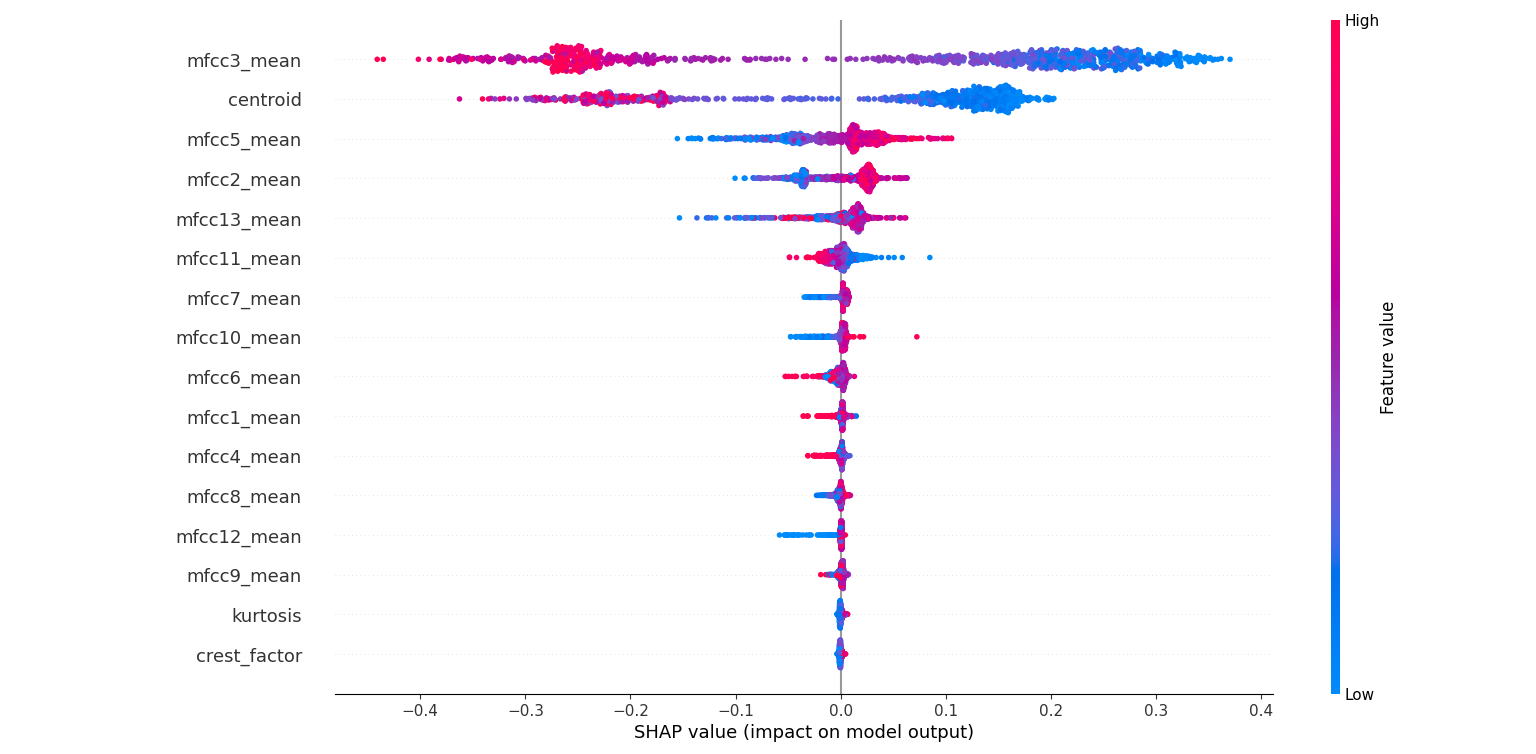 High
mfcc3_mean
centroid
mfcc5_mean
mfcc2_mean
mfcc13_mean
mfcc11_mean
mfcc7_mean
mfcc10_mean
mfcc6_mean
mfcc1_mean
mfcc4_mean
mfcc8_mean
mfcc12_mean
mfcc9_mean
kurtosis
crest_factor
Feature value
Low
−0.4 −0.3 −0.2 −0.1 0.0 0.1 0.2 0.3 0.4
SHAP value (impact on model output)